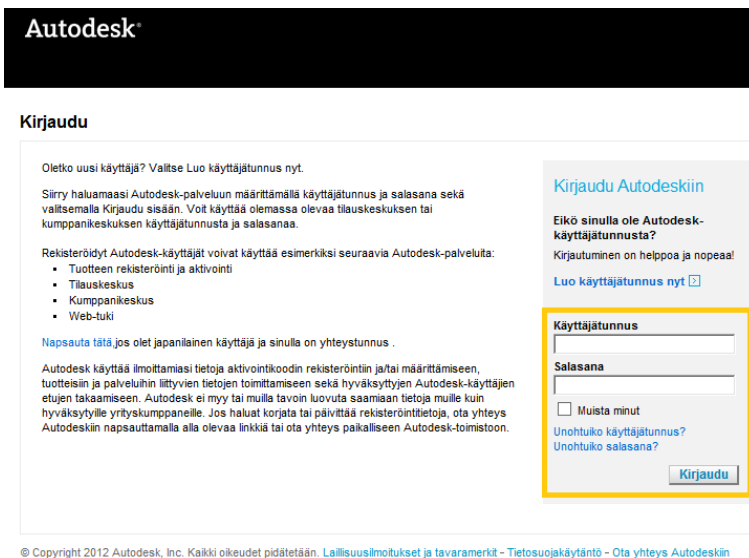 Autodesk®
Kirjaudu
Oletko uusi käyttäjä? Valitse Luo käyttäjätunnus nyt.
Siirry haluamaasi Autodesk-palveluun määrittämällä käyttäjätunnus ja salasana sekä
valitsemalla Kirjaudu sisään. Voit käyttää olemassa olevaa tilauskeskuksen tai
kumppanikeskuksen käyttäjätunnusta ja salasanaa.
Rekisteröidyt Autodesk-käyttäjät voivat käyttää esimerkiksi seuraavia Autodesk-palveluita:
▪ Tuotteen rekisteröinti ja aktivointi
▪ Tilauskeskus
▪ Kumppanikeskus
▪ Web-tuki
Napsauta tätä,jos olet japanilainen käyttäjä ja sinulla on yhteystunnus .
Autodesk käyttää ilmoittamiasi tietoja aktivointikoodin rekisteröintiin ja/tai määrittämiseen,
tuotteisiin ja palveluihin liittyvien tietojen toimittamiseen sekä hyväksyttyjen Autodesk-käyttäjien
etujen takaamiseen. Autodesk ei myy tai muilla tavoin luovuta saamiaan tietoja muille kuin
hyväksytyille yrityskumppaneille. Jos haluat korjata tai päivittää rekisteröintitietoja, ota yhteys
Autodeskiin napsauttamalla alla olevaa linkkiä tai ota yhteys paikalliseen Autodesk-toimistoon.
Kirjaudu Autodeskiin
Eikö sinulla ole Autodesk-
käyttäjätunnusta?
Kirjautuminen on helppoa ja nopeaa!
Luo käyttäjätunnus nyt
Käyttäjätunnus
Salasana
Muista minut
Unohtuiko käyttäjätunnus?
Unohtuiko salasana?
Kirjaudu
© Copyright 2012 Autodesk, Inc. Kaikki oikeudet pidätetään. Laillisuusilmoitukset ja tavaramerkit - Tietosuojakäytäntö - Ota yhteys Autodeskiin